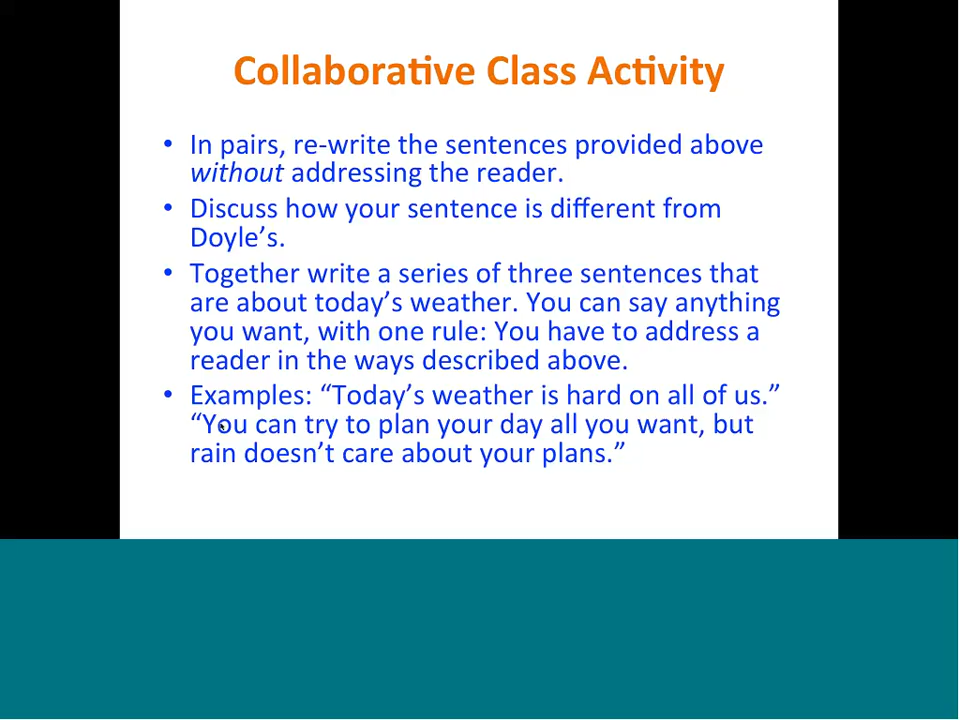 Collaborative Class Activity
• In pairs, re-write the sentences provided above
without addressing the reader.
• Discuss how your sentence is different from
Doyle’s.
• Together write a series of three sentences that
are about today’s weather. You can say anything
you want, with one rule: You have to address a
reader in the ways described above.
• Examples: “Today’s weather is hard on all of us.”
“You can try to plan your day all you want, but
rain doesn’t care about your plans.”